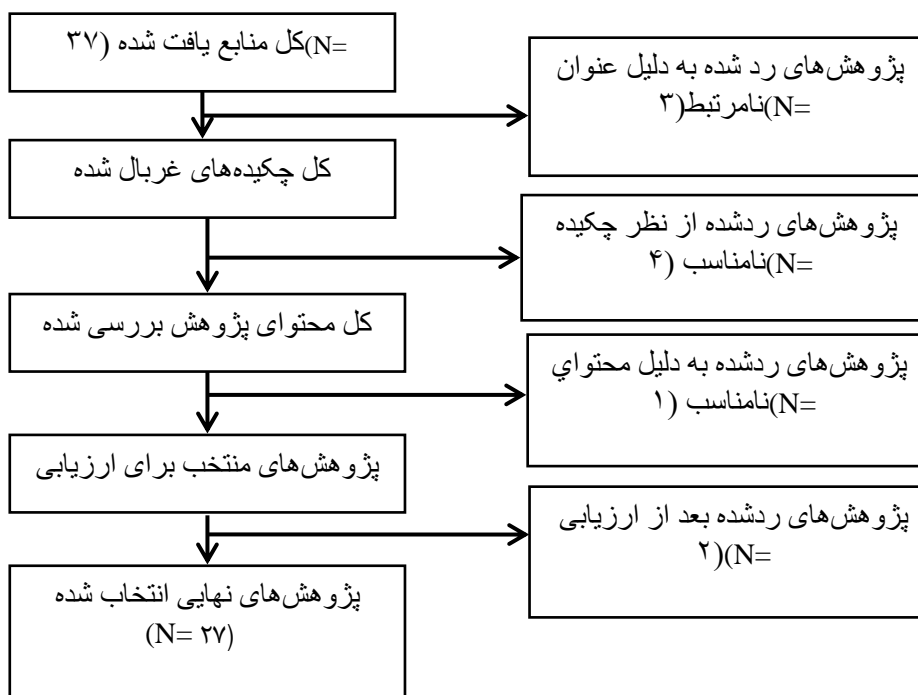 کل منابع یافت شده (N=
۳۷)
پژوهش‌های رد شده به دلیل عنوان
نامرتبط(N=
۳)
کل چکیده‌های غربال شده
پژوهش‌های ردشده از نظر چکیده
نامناسب (N=
۴)
کل محتوای پژوهش بررسی شده
پژوهش‌های ردشده به دلیل محتواي
نامناسب (N=
۱)
پژوهش‌های منتخب برای ارزیابی
پژوهش‌های ردشده بعد از ارزیابی
(N=
۲)
پژوهش‌های نهایی انتخاب شده
(N= ۲۷)